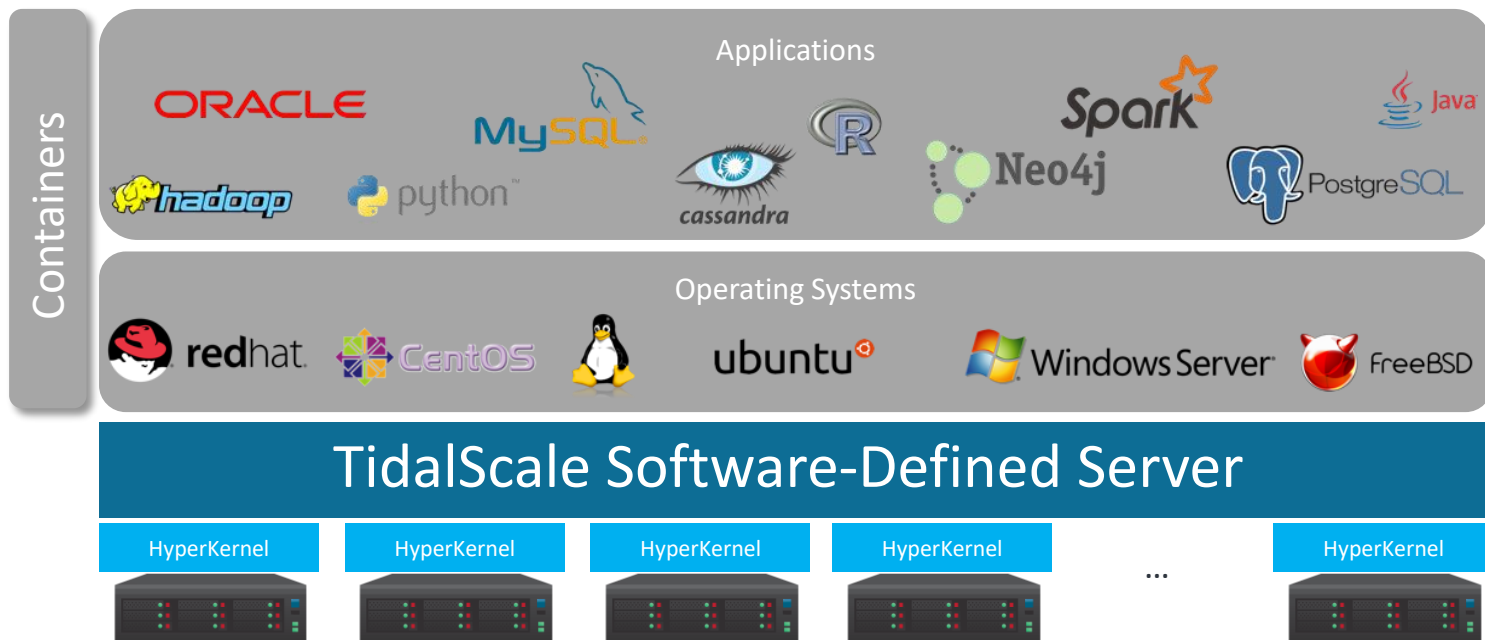 Containers
Applications
ORACLE
MySQL®
R
Spark
Java
hadoop
python™
cassandra
Neo4j
PostgreSQL
Operating Systems
redhat.
CentOS
ubuntu®
Windows Server®
FreeBSD
TidalScale Software-Defined Server
HyperKernel
HyperKernel
HyperKernel
HyperKernel
...
HyperKernel